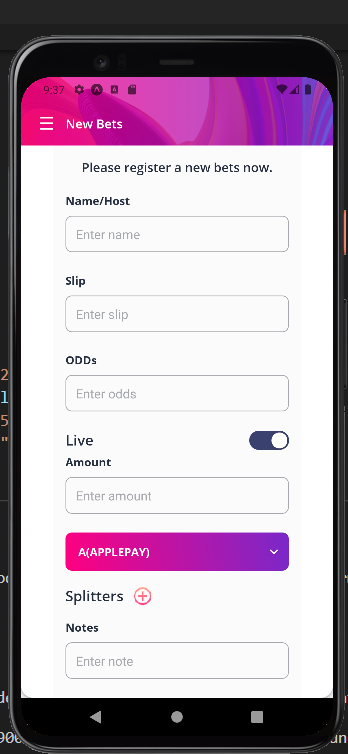 9:37
New Bets
Please register a new bets now.
Name/Host
Enter name
Slip
Enter slip
ODDs
Enter odds
Live
Amount
Enter amount
A(APPLEPAY)
Splitters
Notes
Enter note